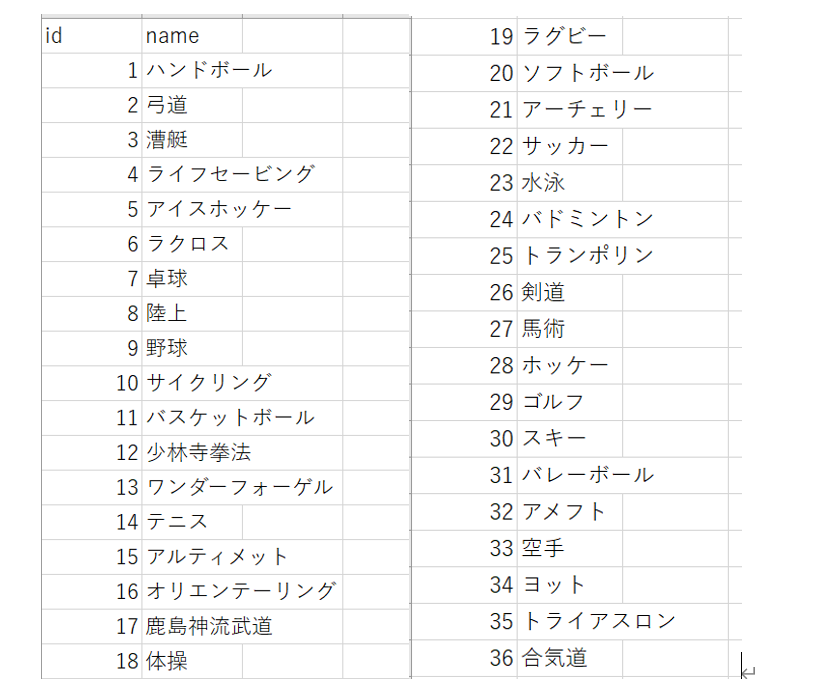 id name
1 ハンドボール
2 弓道
3 漕艇
4 ライフセービング
5 アイスホッケー
6 ラクロス
7 卓球
8 陸上
9 野球
10 サイクリング
11 バスケットボール
12 少林寺拳法
13 ワンダーフォーゲル
14 テニス
15 アルティメット
16 オリエンテーリング
17 鹿島神流武道
18 体操
19 ラグビー
20 ソフトボール
21 アーチェリー
22 サッカー
23 水泳
24 バドミントン
25 トランポリン
26 剣道
27 馬術
28 ホッケー
29 ゴルフ
30 スキー
31 バレーボール
32 アメフト
33 空手
34 ヨット
35 トライアスロン
36 合気道